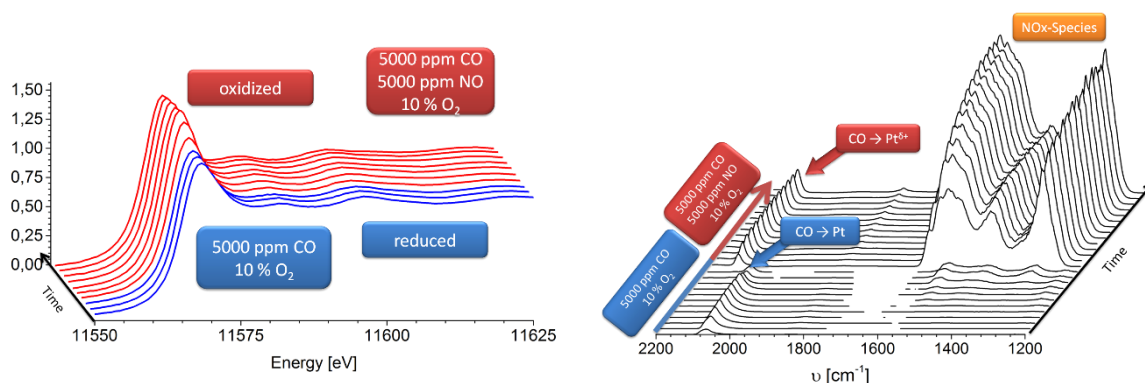 oxidized
5000 ppm CO
5000 ppm NO
10 % O₂
1,50
1,25
1,00
0,75
0,50
0,25
0,00
5000 ppm CO
10 % O₂
reduced
Time
11550 11575 11600 11625
Energy [eV]
NOx-Species
CO → Ptᵟ⁺
5000 ppm CO
5000 ppm NO
10 % O₂
CO → Pt
5000 ppm CO
10 % O₂
Time
2200 2000 1800 1600 1400 1200
υ [cm⁻¹]